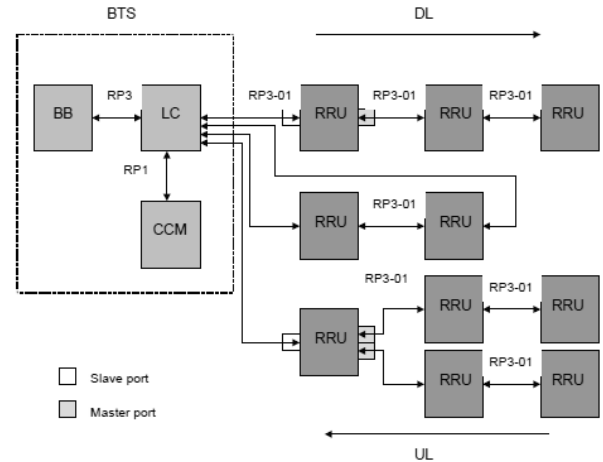 BTS
DL
RP3-01
RP3-01
RP3-01
BB
RP3
LC
RRU
RRU
RRU
RP1
CCM
RRU
RP3-01
RRU
RP3-01
RRU
RP3-01
RRU
RRU
RRU
RP3-01
RRU
Slave port
Master port
UL